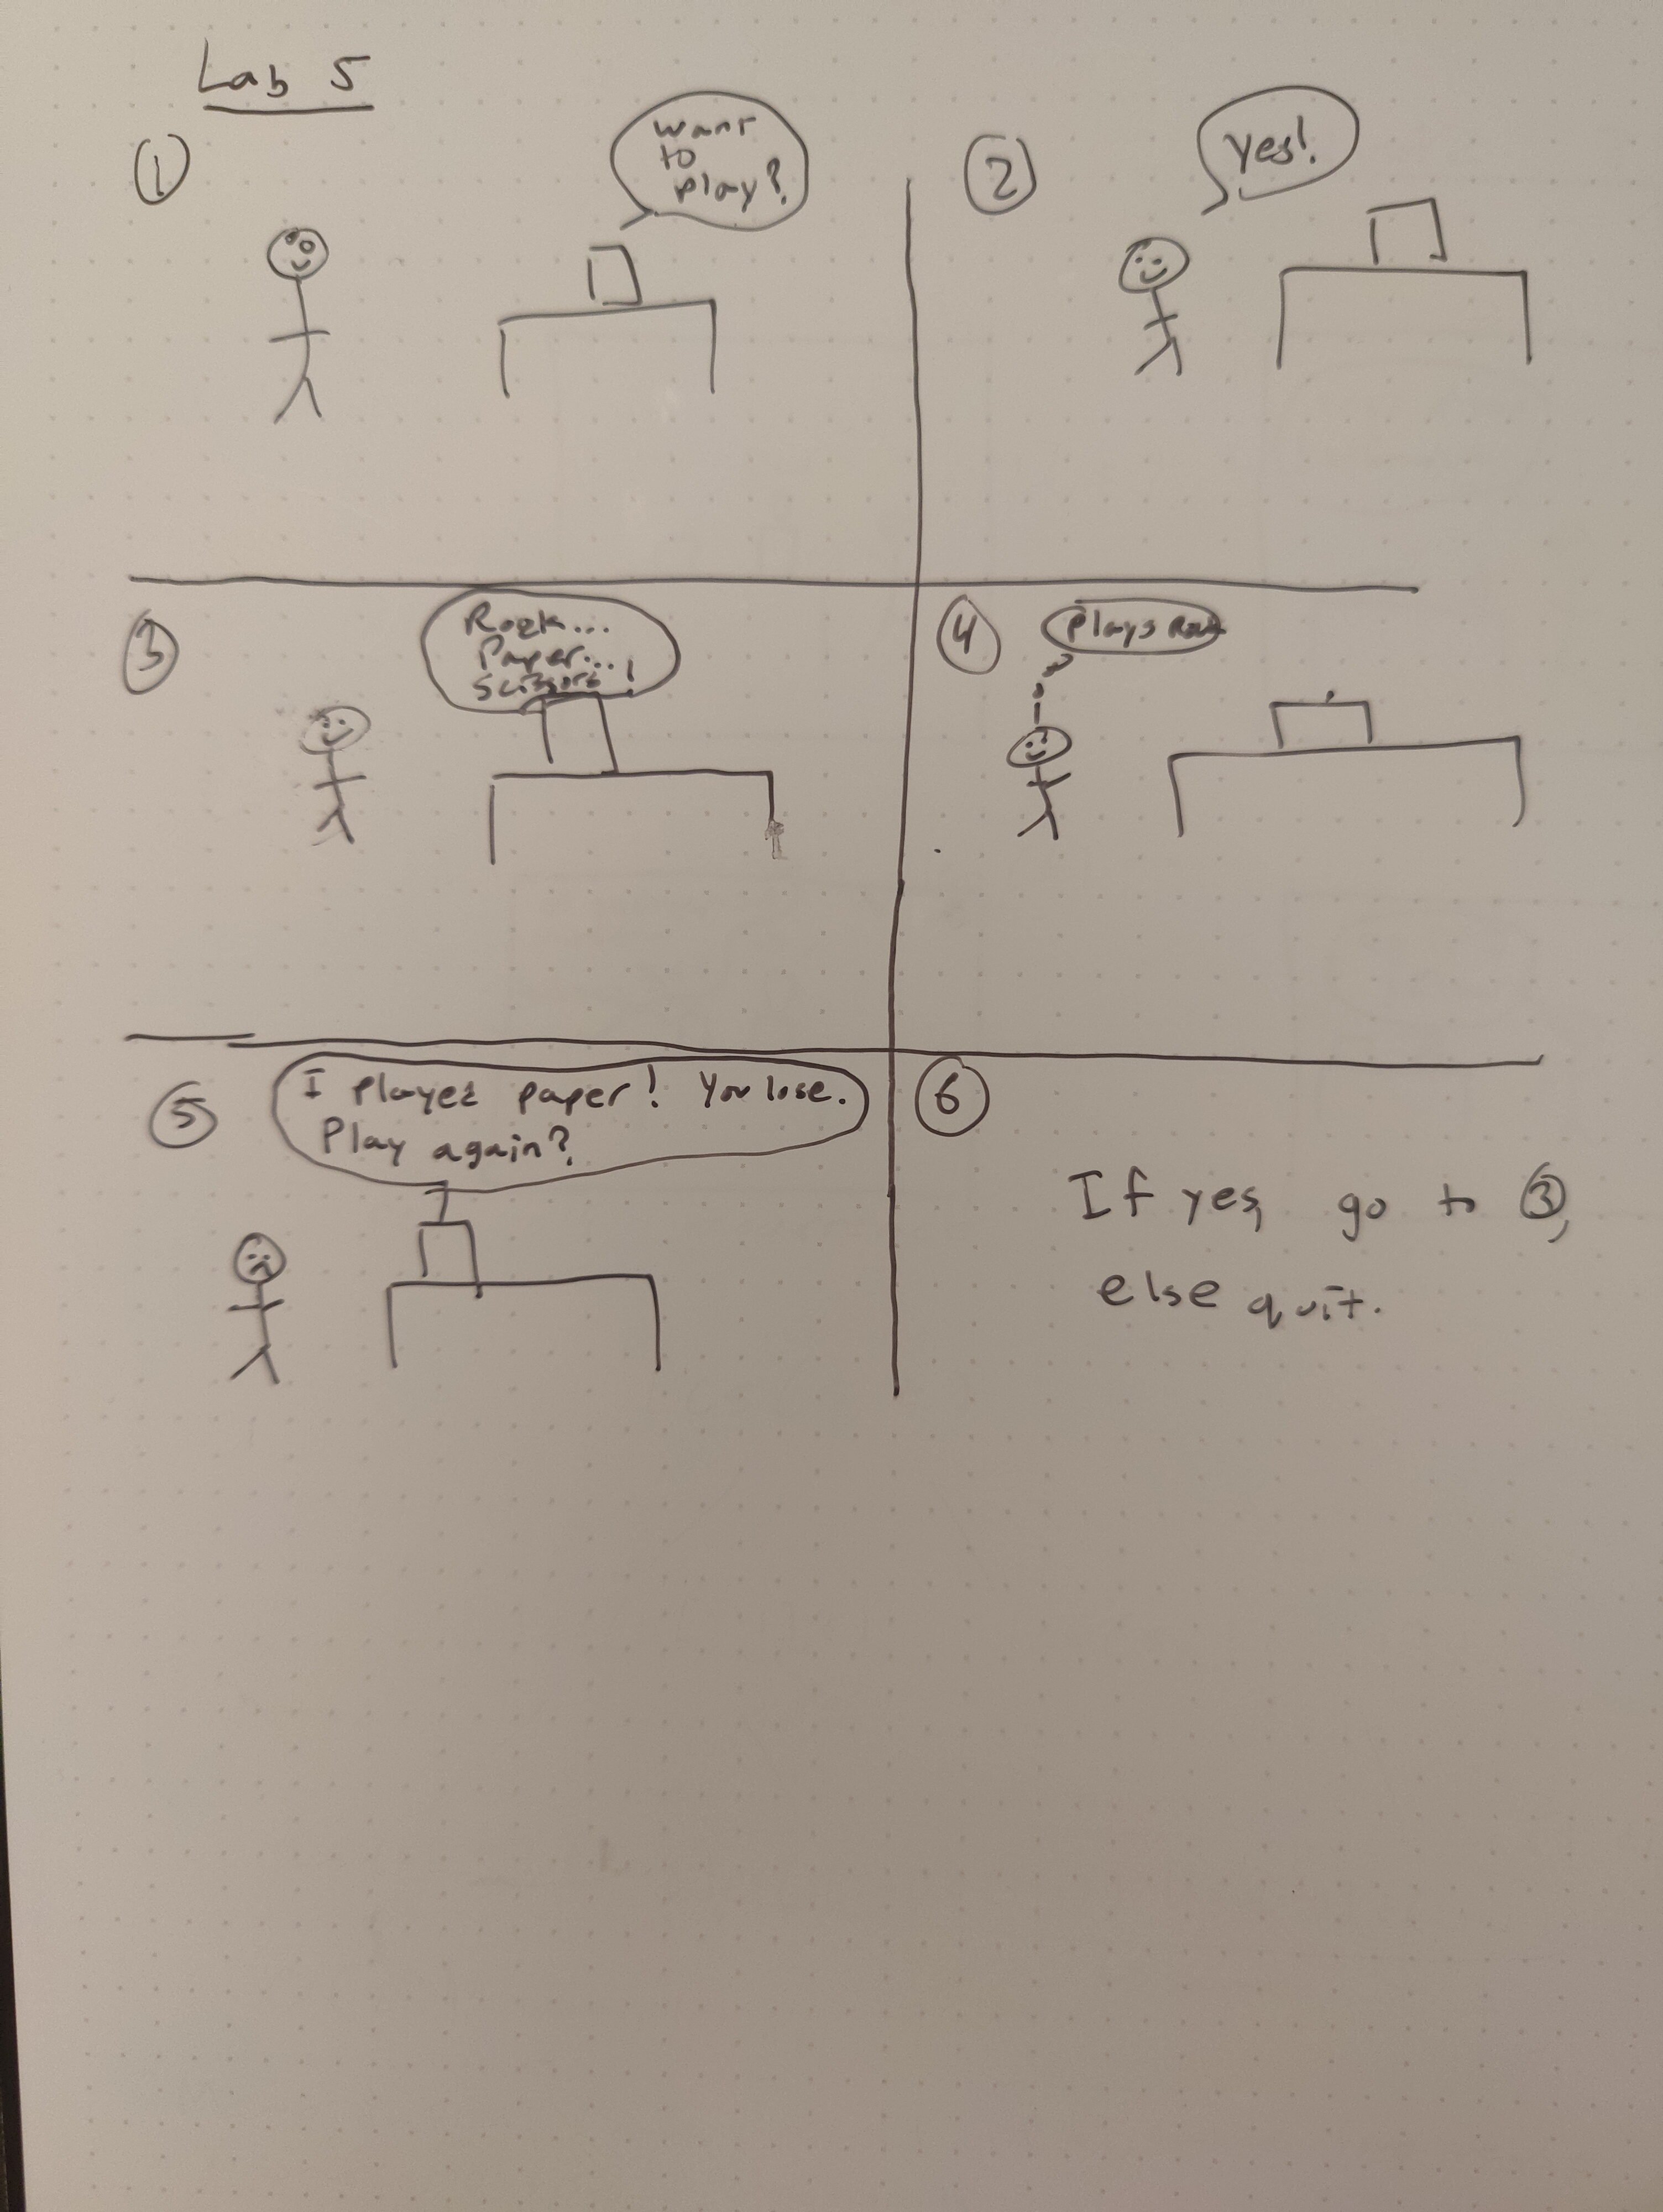 Lab 5
1
Want
to
play?
2
yes!
3
Rock...
Paper...
Scissors!
4
Plays Rock
5
I played paper! You lose.
Play again?
6
If yes, go to 3,
else quit.